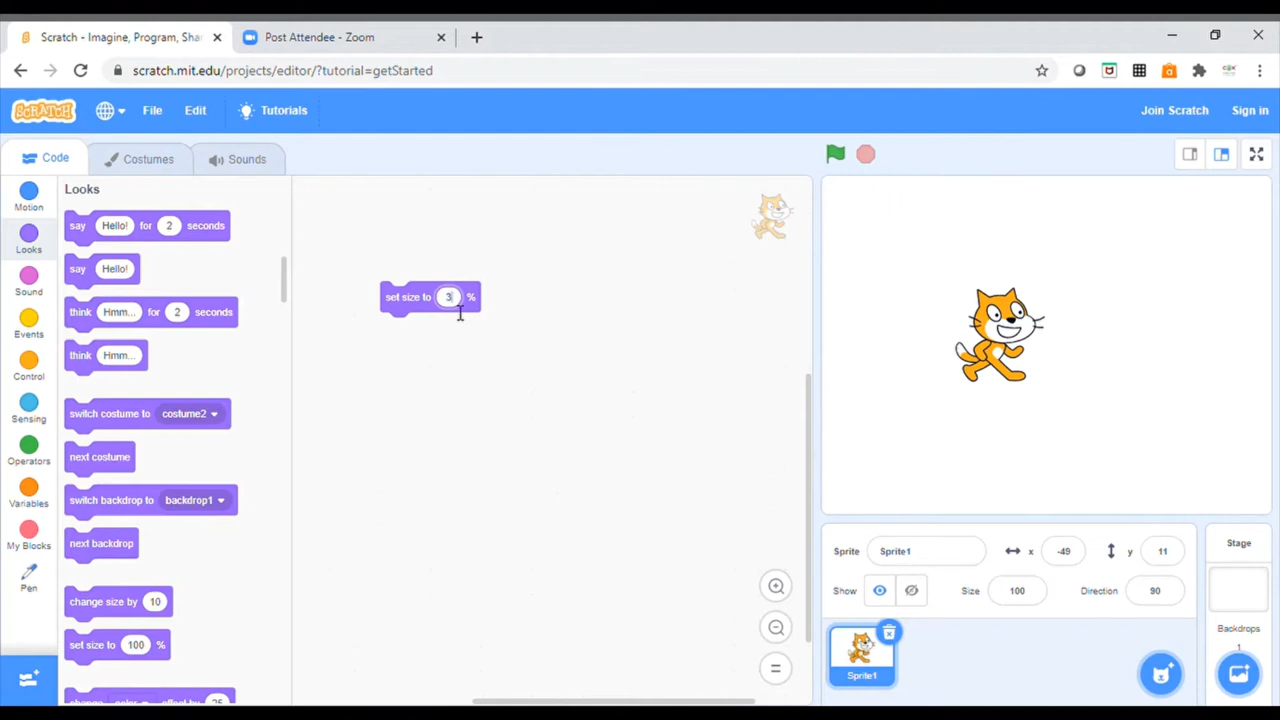 Scratch - Imagine, Program, Sha
Post Attendee - Zoom
scratch.mit.edu/projects/editor/?tutorial=getStarted
SCRATCH
File
Edit
Tutorials
Join Scratch
Sign in
Code
Costumes
Sounds
Motion
Looks
Sound
Events
Control
Sensing
Operators
Variables
My Blocks
Pen
Looks
say Hello! for 2 seconds
say Hello!
think Hmm... for 2 seconds
think Hmm...
switch costume to costume2
next costume
switch backdrop to backdrop1
next backdrop
change size by 10
set size to 100 %
25
set size to 3 %
Sprite Sprite1 x -49 y 11
Show Size 100 Direction 90
Sprite1
Stage
Backdrops
1